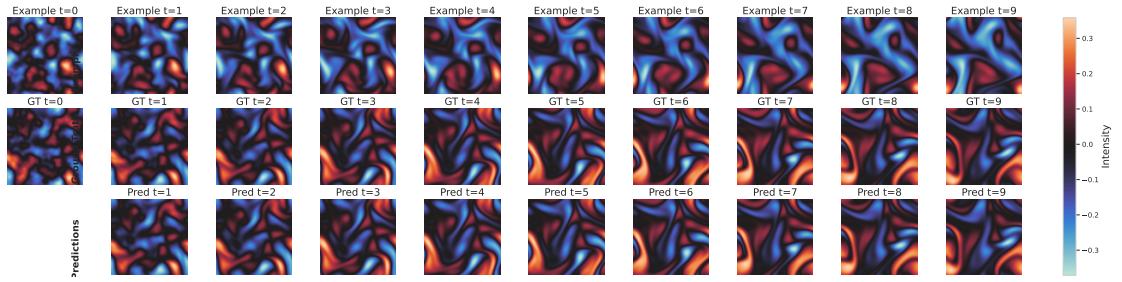 Example t=0 Example t=1 Example t=2 Example t=3 Example t=4 Example t=5 Example t=6 Example t=7 Example t=8 Example t=9
GT t=0 GT t=1 GT t=2 GT t=3 GT t=4 GT t=5 GT t=6 GT t=7 GT t=8 GT t=9
Pred t=1 Pred t=2 Pred t=3 Pred t=4 Pred t=5 Pred t=6 Pred t=7 Pred t=8 Pred t=9
Predictions
0.3
0.2
0.1
0.0
−0.1
−0.2
−0.3
Intensity